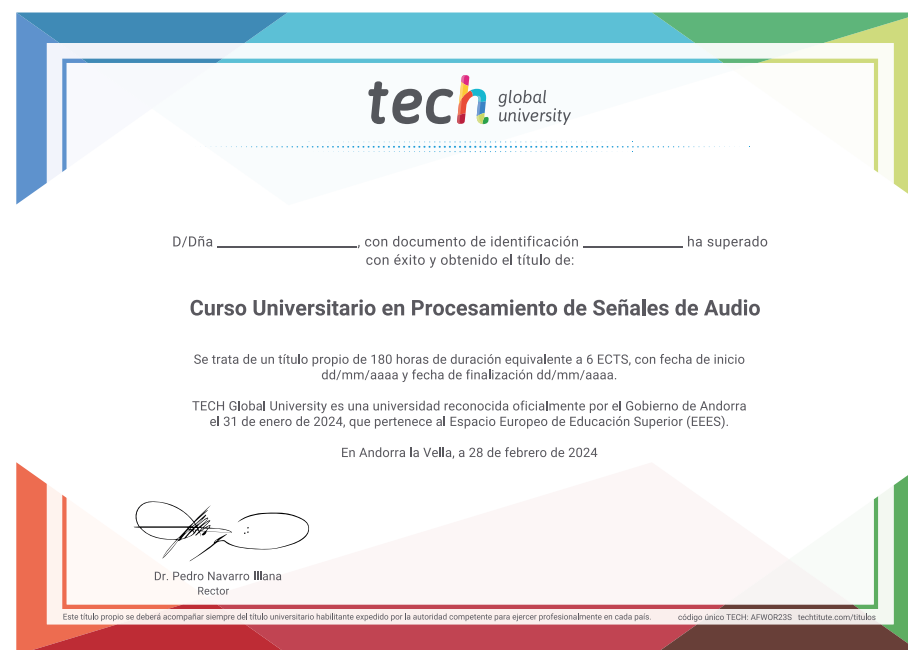 tech global university
D/Dña ____________________, con documento de identificación ______________ ha superado
con éxito y obtenido el título de:
Curso Universitario en Procesamiento de Señales de Audio
Se trata de un título propio de 180 horas de duración equivalente a 6 ECTS, con fecha de inicio
dd/mm/aaaa y fecha de finalización dd/mm/aaaa.
TECH Global University es una universidad reconocida oficialmente por el Gobierno de Andorra
el 31 de enero de 2024, que pertenece al Espacio Europeo de Educación Superior (EEES).
En Andorra la Vella, a 28 de febrero de 2024
Dr. Pedro Navarro Illana
Rector
Este título propio se deberá acompañar siempre del título universitario habilitante expedido por la autoridad competente para ejercer profesionalmente en cada país. código único TECH: AFWOR23S techtitute.com/titulos